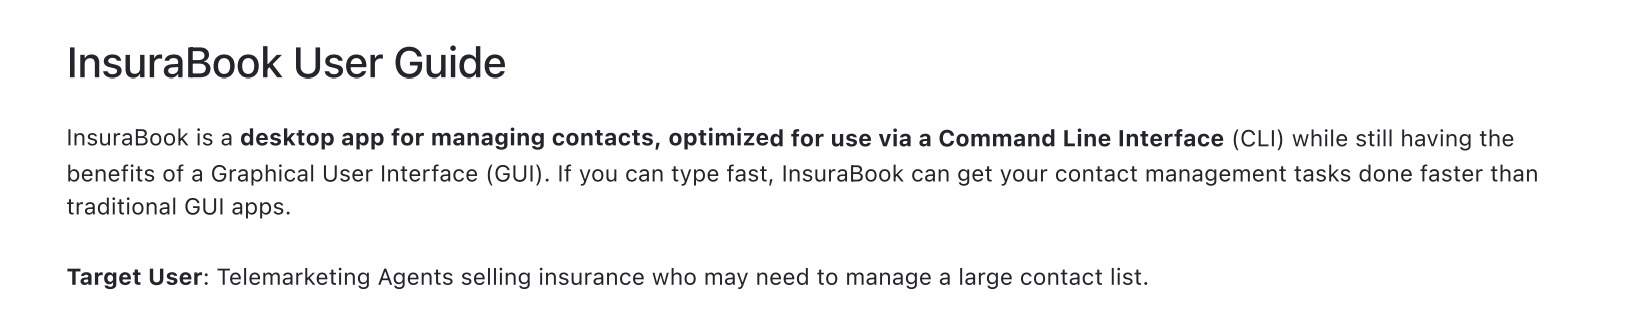 InsuraBook User Guide
InsuraBook is a desktop app for managing contacts, optimized for use via a Command Line Interface (CLI) while still having the
benefits of a Graphical User Interface (GUI). If you can type fast, InsuraBook can get your contact management tasks done faster than
traditional GUI apps.
Target User: Telemarketing Agents selling insurance who may need to manage a large contact list.